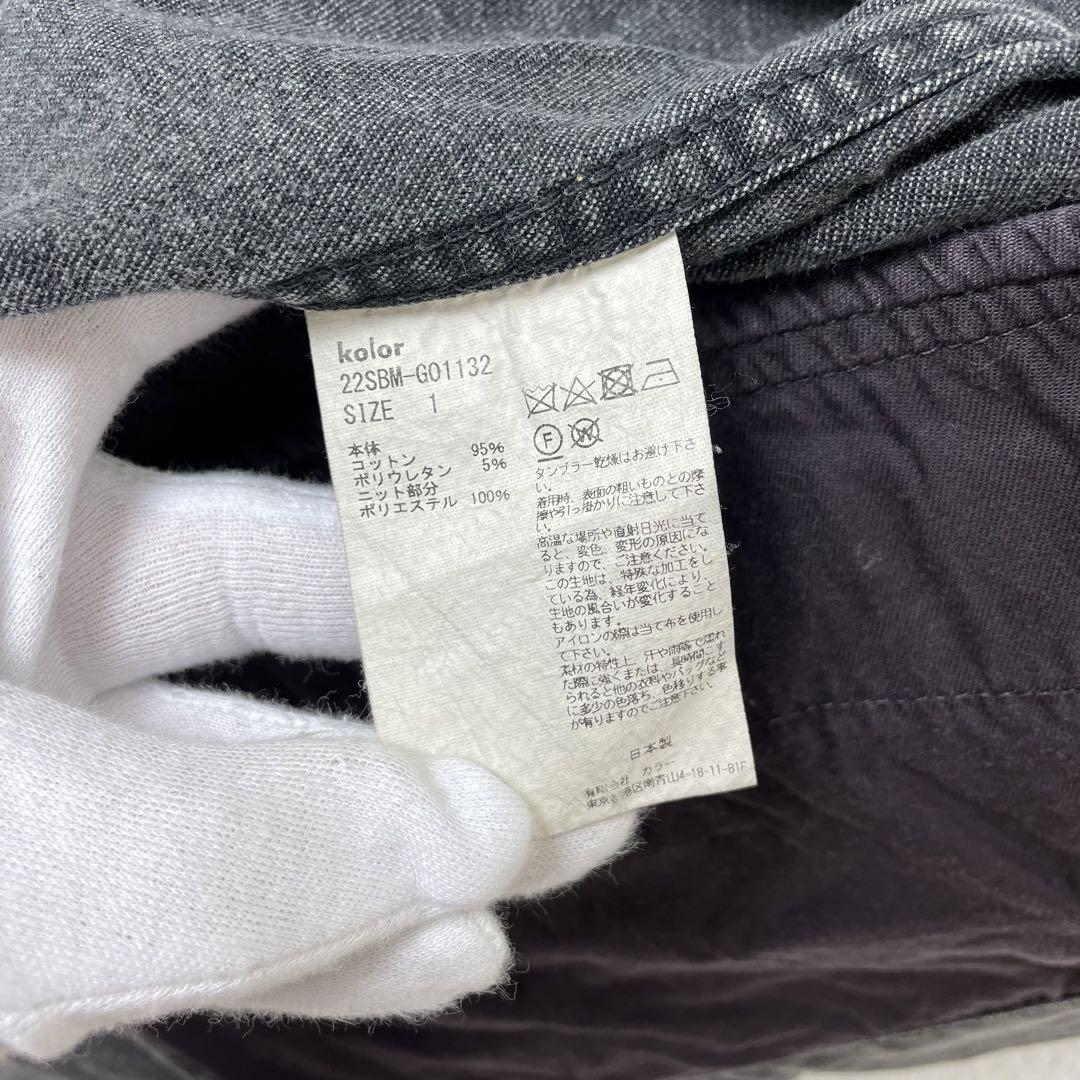 kolor
22SBM-G01132
SIZE 1
本体
コットン 95%
ポリウレタン 5%
ニット部分
ポリエステル 100%
F
W
タンブラー乾燥はお避け下さ
い。
着用時、表面の粗いものとの摩
擦や引っ掛かりに注意して下さ
い。
高温な場所や直射日光に当て
ると、変色、変形の原因にな
りますので、ご注意ください。
この生地は、特殊な加工をし
ている為、経年変化により、
生地の風合いが変化すること
もあります。
アイロンの際は当て布を使用し
て下さい。
素材の特性上、汗や雨等で濡れ
た際に強くまたは、長時間こす
られると他の衣料やバッグなど
に多少の色落ち、色移りする事
が有りますのでご注意下さい。
日本製
カラー
港区南青山4-18-11-B1F